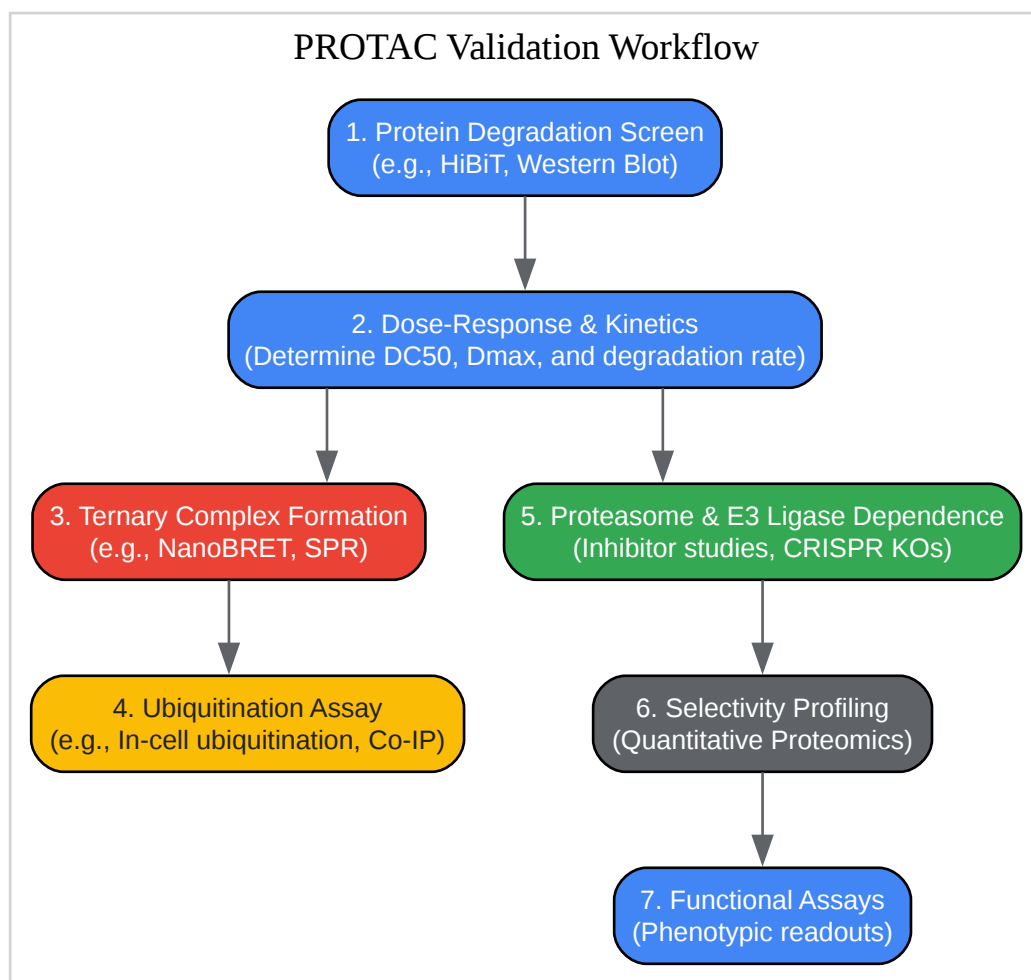 PROTAC Validation Workflow
1. Protein Degradation Screen
(e.g., HiBiT, Western Blot)
2. Dose-Response & Kinetics
(Determine DC50, Dmax, and degradation rate)
3. Ternary Complex Formation
(e.g., NanoBRET, SPR)
4. Ubiquitination Assay
(e.g., In-cell ubiquitination, Co-IP)
5. Proteasome & E3 Ligase Dependence
(Inhibitor studies, CRISPR KOs)
6. Selectivity Profiling
(Quantitative Proteomics)
7. Functional Assays
(Phenotypic readouts)